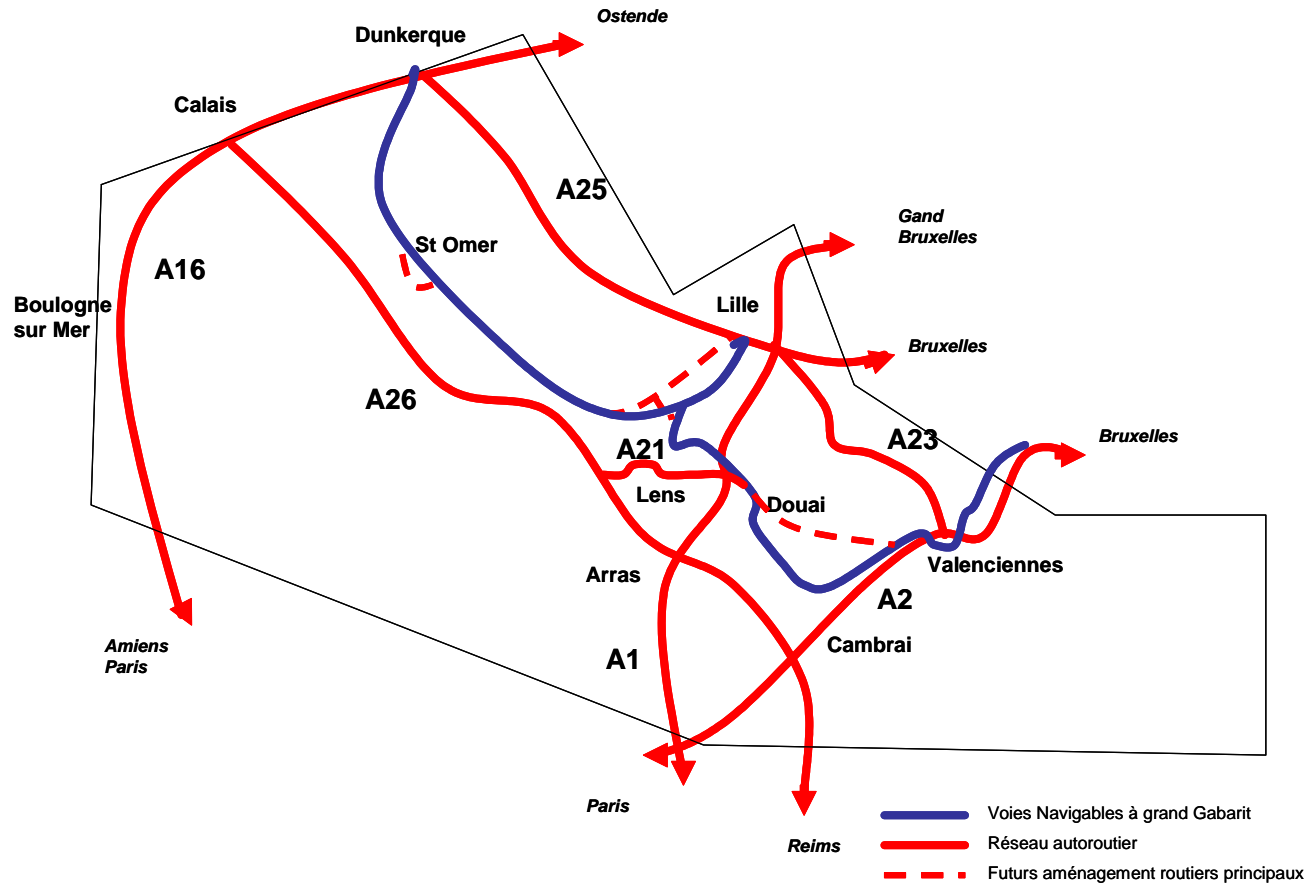 Ostende
Dunkerque
Calais
A25
Gand
Bruxelles
St Omer
A16
Boulogne
sur Mer
Lille
Bruxelles
A26
A23
Bruxelles
A21
Lens
Douai
Valenciennes
Arras
A2
Cambrai
Amiens
Paris
A1
Paris
Reims
Voies Navigables à grand Gabarit
Réseau autoroutier
Futurs aménagement routiers principaux